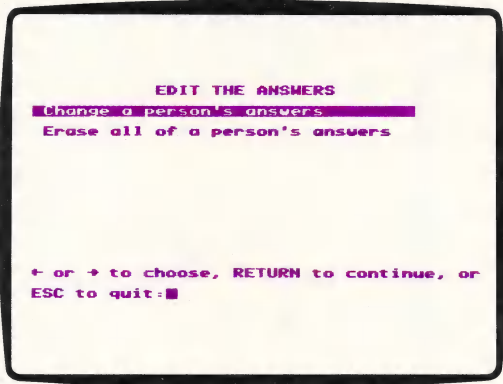 EDIT THE ANSWERS
Change a person's answers
Erase all of a person's answers
← or → to choose, RETURN to continue, or
ESC to quit: